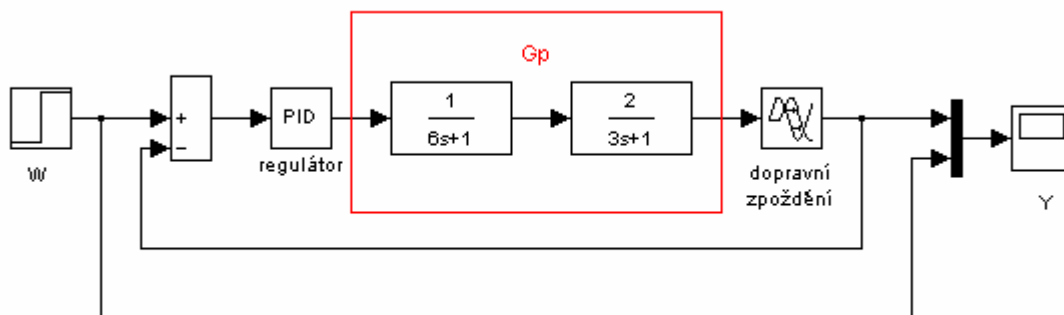 Gp
W
+
−
PID
regulátor
1
6s+1
2
3s+1
dopravní
zpoždění
Y